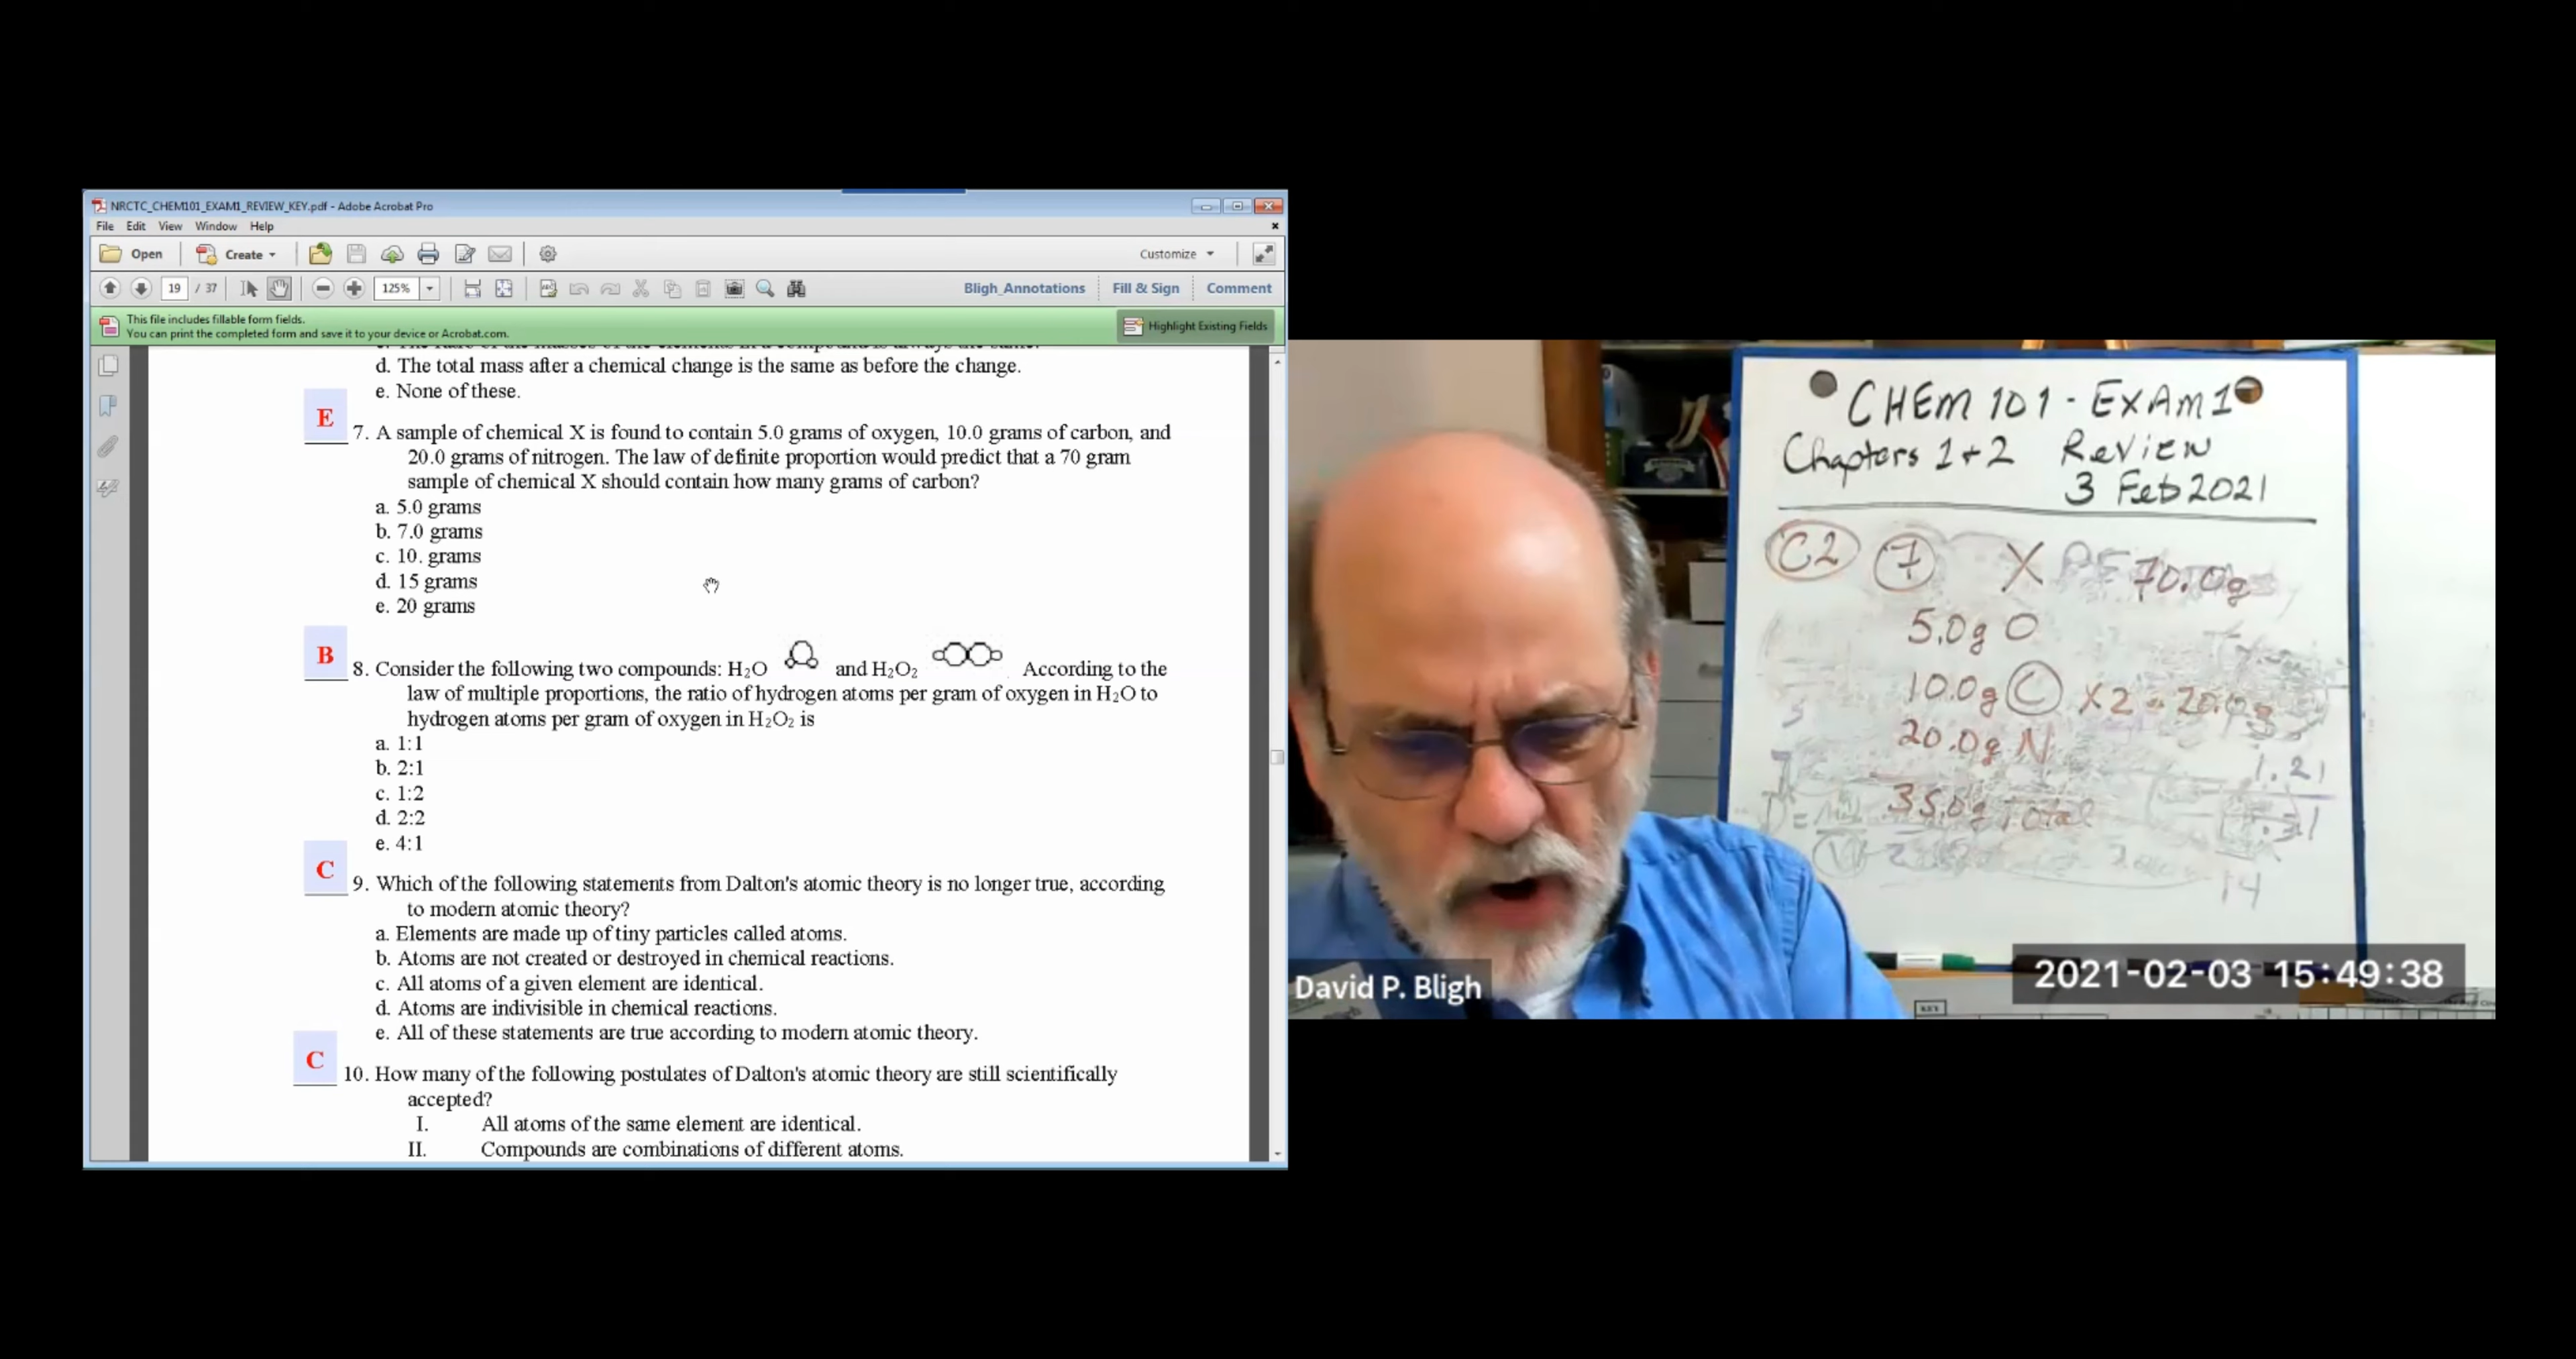 NRCTC_CHEM101_EXAM1_REVIEW_KEY.pdf - Adobe Acrobat Pro
File Edit View Window Help
Open Create Customize
19 / 37 125% Bligh_Annotations Fill & Sign Comment
This file includes fillable form fields.
You can print the completed form and save it to your device or Acrobat.com.
Highlight Existing Fields
d. The total mass after a chemical change is the same as before the change.
e. None of these.
E
7. A sample of chemical X is found to contain 5.0 grams of oxygen, 10.0 grams of carbon, and
20.0 grams of nitrogen. The law of definite proportion would predict that a 70 gram
sample of chemical X should contain how many grams of carbon?
a. 5.0 grams
b. 7.0 grams
c. 10. grams
d. 15 grams
e. 20 grams
B
8. Consider the following two compounds: H₂O and H₂O₂ According to the
law of multiple proportions, the ratio of hydrogen atoms per gram of oxygen in H₂O to
hydrogen atoms per gram of oxygen in H₂O₂ is
a. 1:1
b. 2:1
c. 1:2
d. 2:2
e. 4:1
C
9. Which of the following statements from Dalton's atomic theory is no longer true, according
to modern atomic theory?
a. Elements are made up of tiny particles called atoms.
b. Atoms are not created or destroyed in chemical reactions.
c. All atoms of a given element are identical.
d. Atoms are indivisible in chemical reactions.
e. All of these statements are true according to modern atomic theory.
C
10. How many of the following postulates of Dalton's atomic theory are still scientifically
accepted?
I. All atoms of the same element are identical.
II. Compounds are combinations of different atoms.
CHEM 101 - EXAM 1
Chapters 1+2 Review
3 Feb 2021
C2 7 X 70.0g
5.0g O
10.0g C X 2 = 20.0g
20.0g N
35.0g Total
1.21
14
KEY
David P. Bligh
2021-02-03 15:49:38